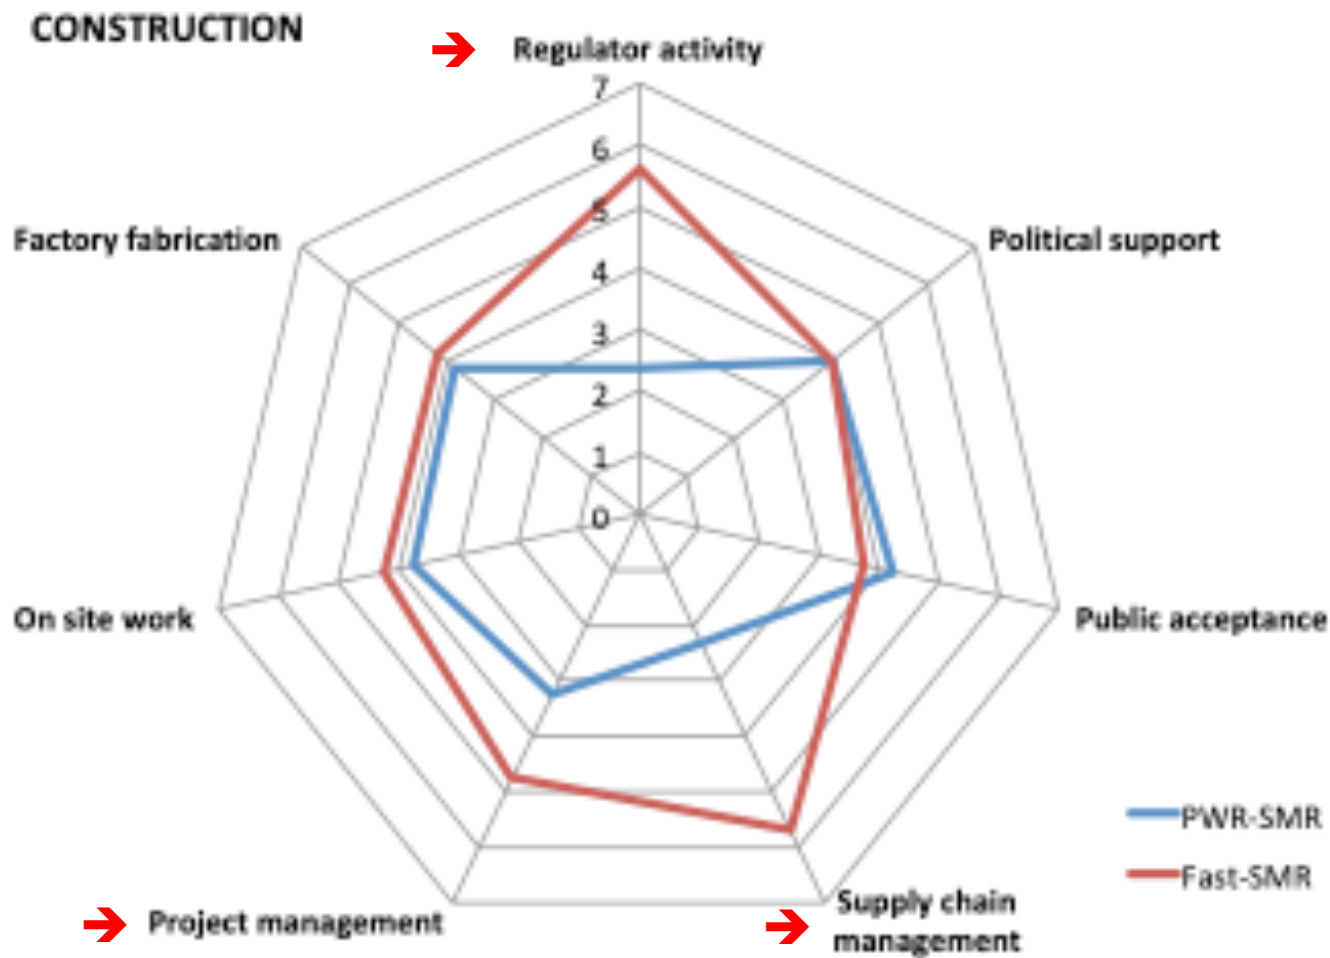 CONSTRUCTION
Regulator activity
7
6
5
4
3
2
1
0
Factory fabrication
Political support
On site work
Public acceptance
Project management
Supply chain
management
PWR-SMR
Fast-SMR